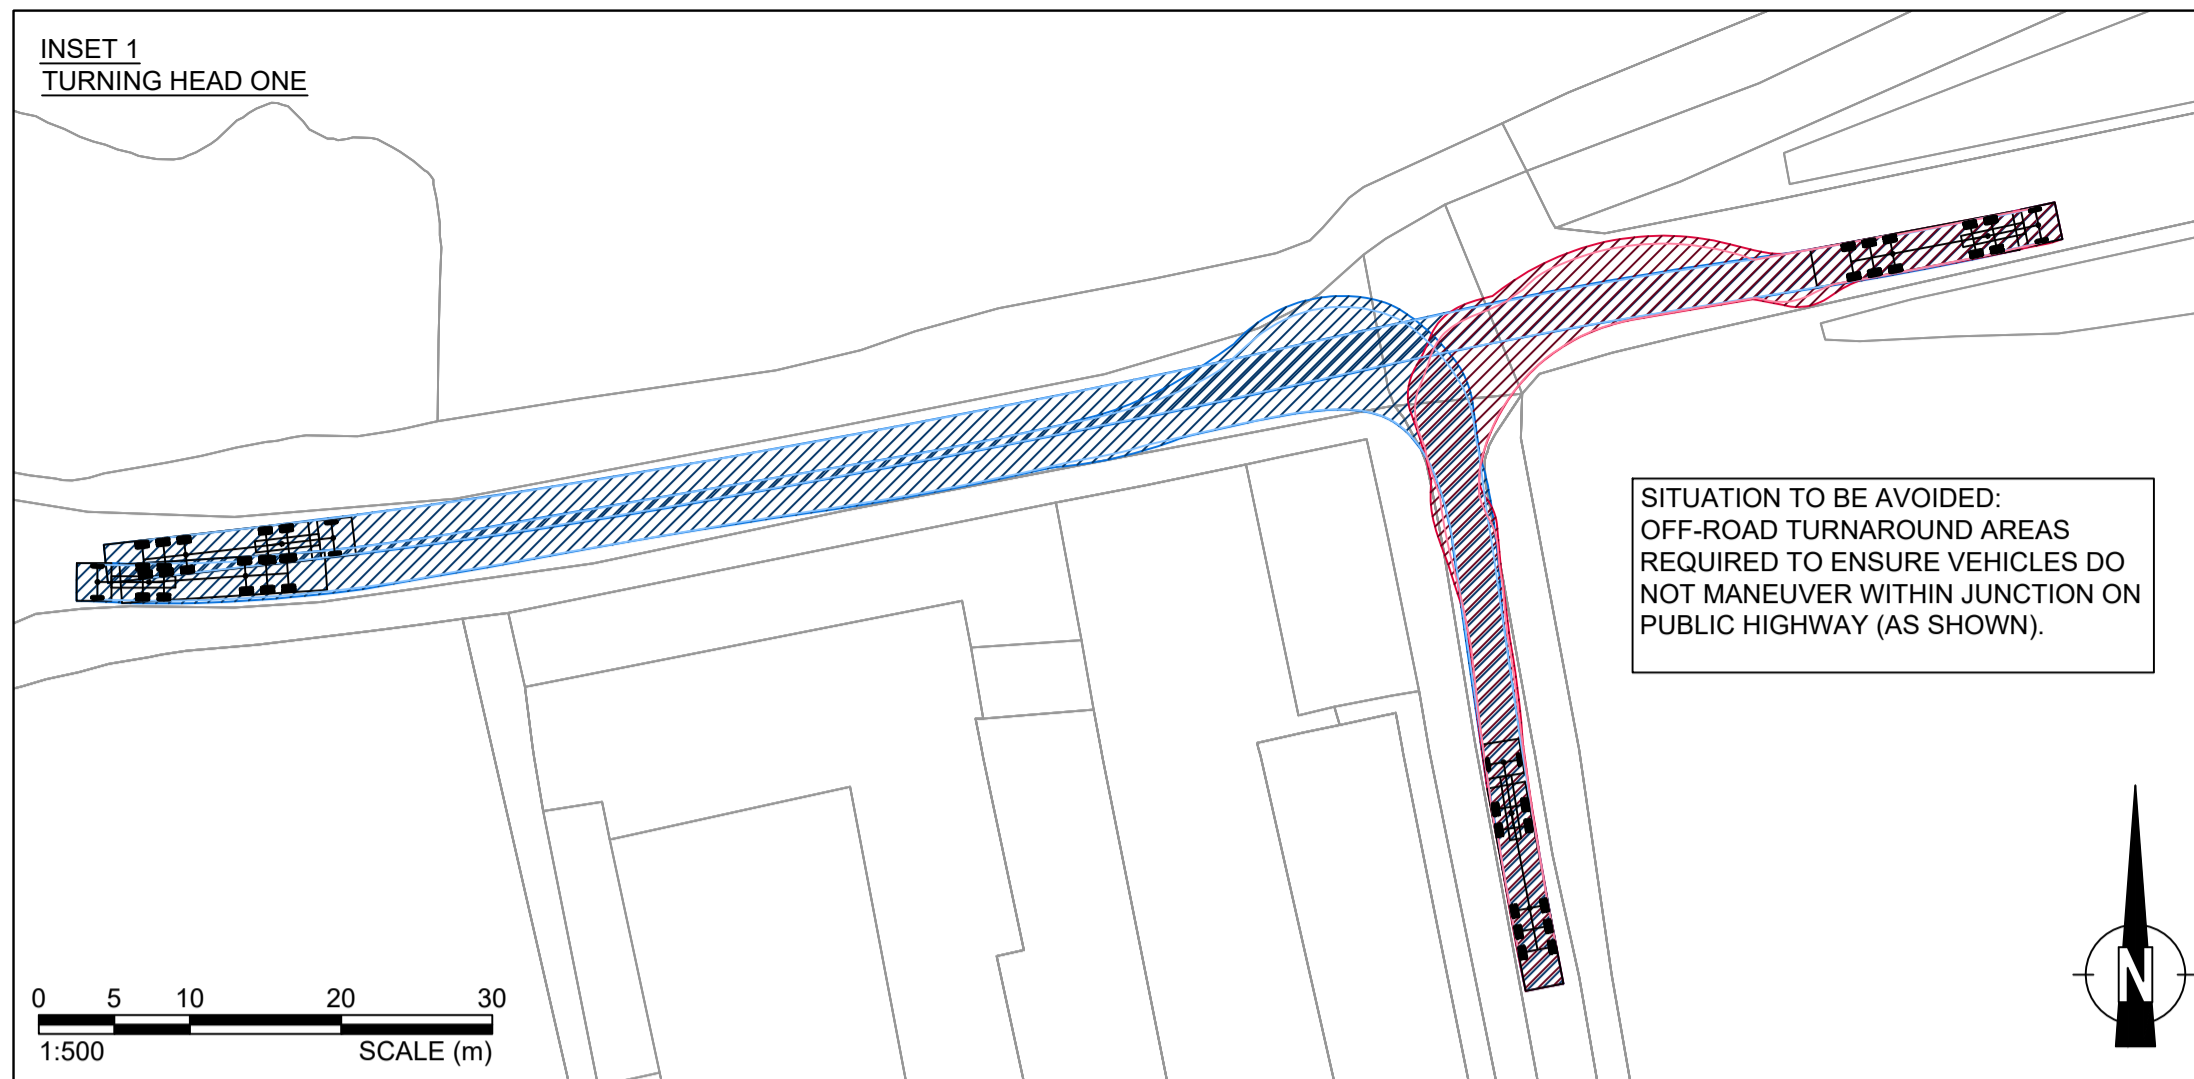 INSET 1
TURNING HEAD ONE
SITUATION TO BE AVOIDED:
OFF-ROAD TURNAROUND AREAS
REQUIRED TO ENSURE VEHICLES DO
NOT MANEUVER WITHIN JUNCTION ON
PUBLIC HIGHWAY (AS SHOWN).
0 5 10 20 30
1:500 SCALE (m)
N